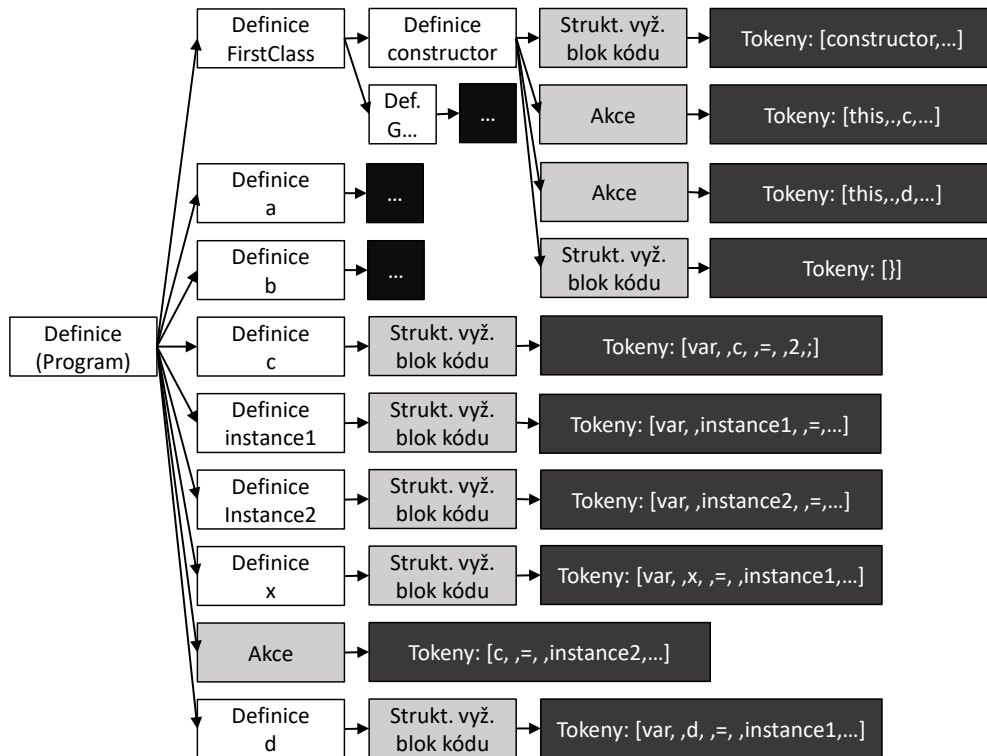 Definice
FirstClass
Definice
constructor
Strukt. vyž.
blok kódu
Tokeny: [constructor,...]
Def.
G...
...
Akce
Tokeny: [this,.,c,...]
Definice
a
...
Akce
Tokeny: [this,.,d,...]
Definice
b
...
Strukt. vyž.
blok kódu
Tokeny: [}]
Definice
(Program)
Definice
c
Strukt. vyž.
blok kódu
Tokeny: [var, ,c, ,=, ,2,;]
Definice
instance1
Strukt. vyž.
blok kódu
Tokeny: [var, ,instance1, ,=,...]
Definice
Instance2
Strukt. vyž.
blok kódu
Tokeny: [var, ,instance2, ,=,...]
Definice
x
Strukt. vyž.
blok kódu
Tokeny: [var, ,x, ,=, ,instance1,...]
Akce
Tokeny: [c, ,=, ,instance2,...]
Definice
d
Strukt. vyž.
blok kódu
Tokeny: [var, ,d, ,=, ,instance1,...]